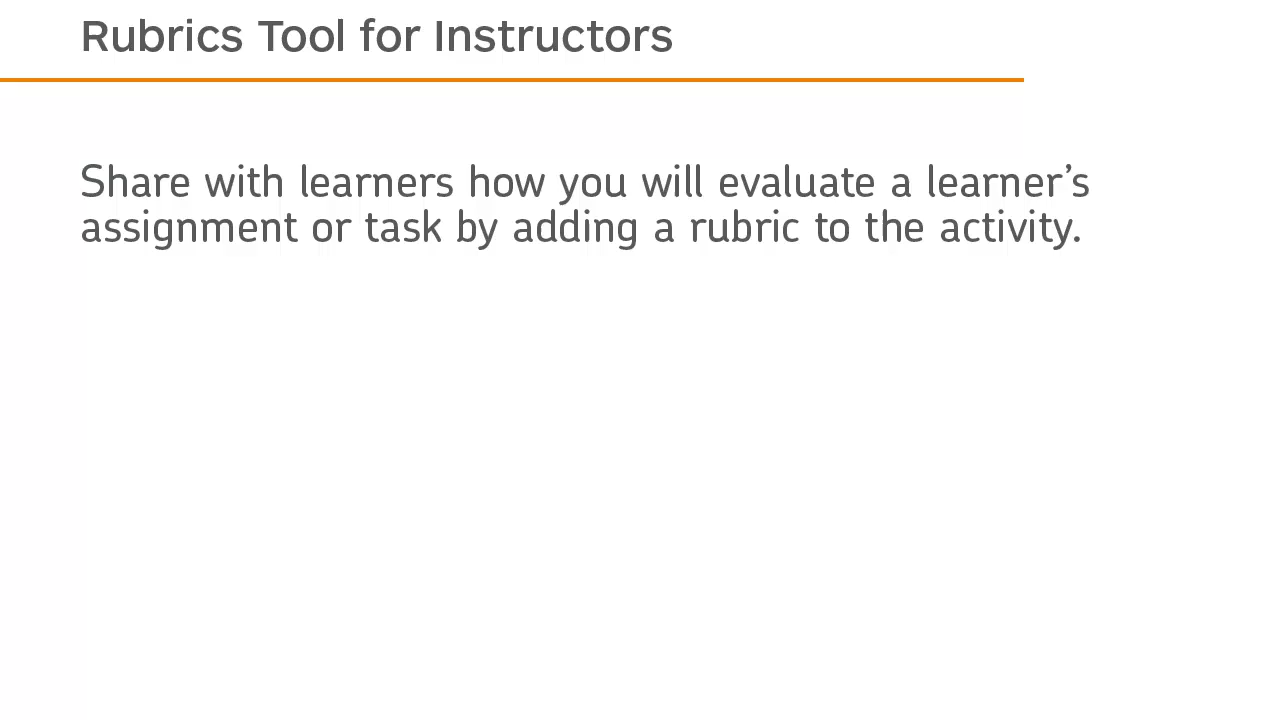 Rubrics Tool for Instructors
Share with learners how you will evaluate a learner’s
assignment or task by adding a rubric to the activity.